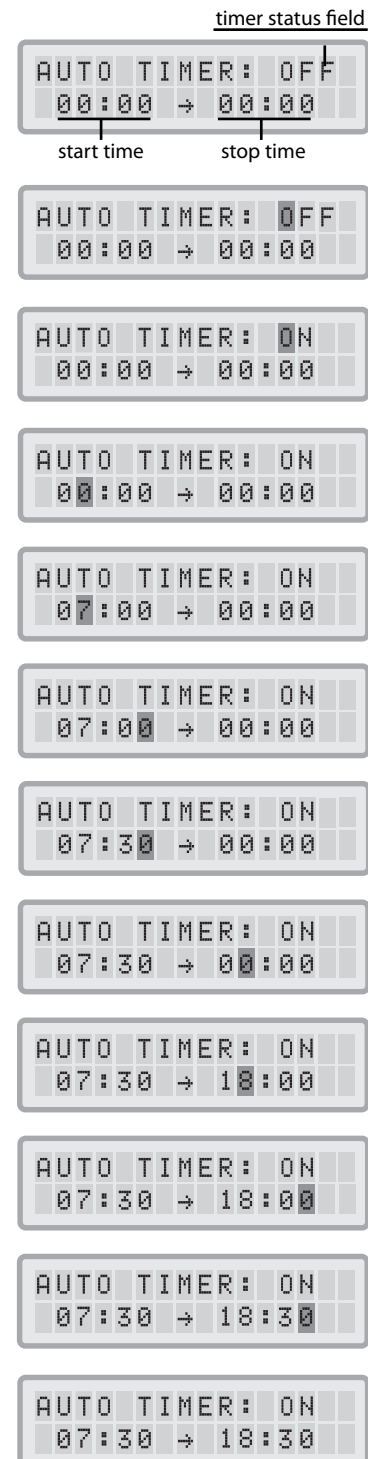 timer status field
AUTO TIMER: OFF
00:00 → 00:00
start time stop time
AUTO TIMER: OFF
00:00 → 00:00
AUTO TIMER: ON
00:00 → 00:00
AUTO TIMER: ON
00:00 → 00:00
AUTO TIMER: ON
07:00 → 00:00
AUTO TIMER: ON
07:00 → 00:00
AUTO TIMER: ON
07:30 → 00:00
AUTO TIMER: ON
07:30 → 00:00
AUTO TIMER: ON
07:30 → 18:00
AUTO TIMER: ON
07:30 → 18:00
AUTO TIMER: ON
07:30 → 18:30
AUTO TIMER: ON
07:30 → 18:30